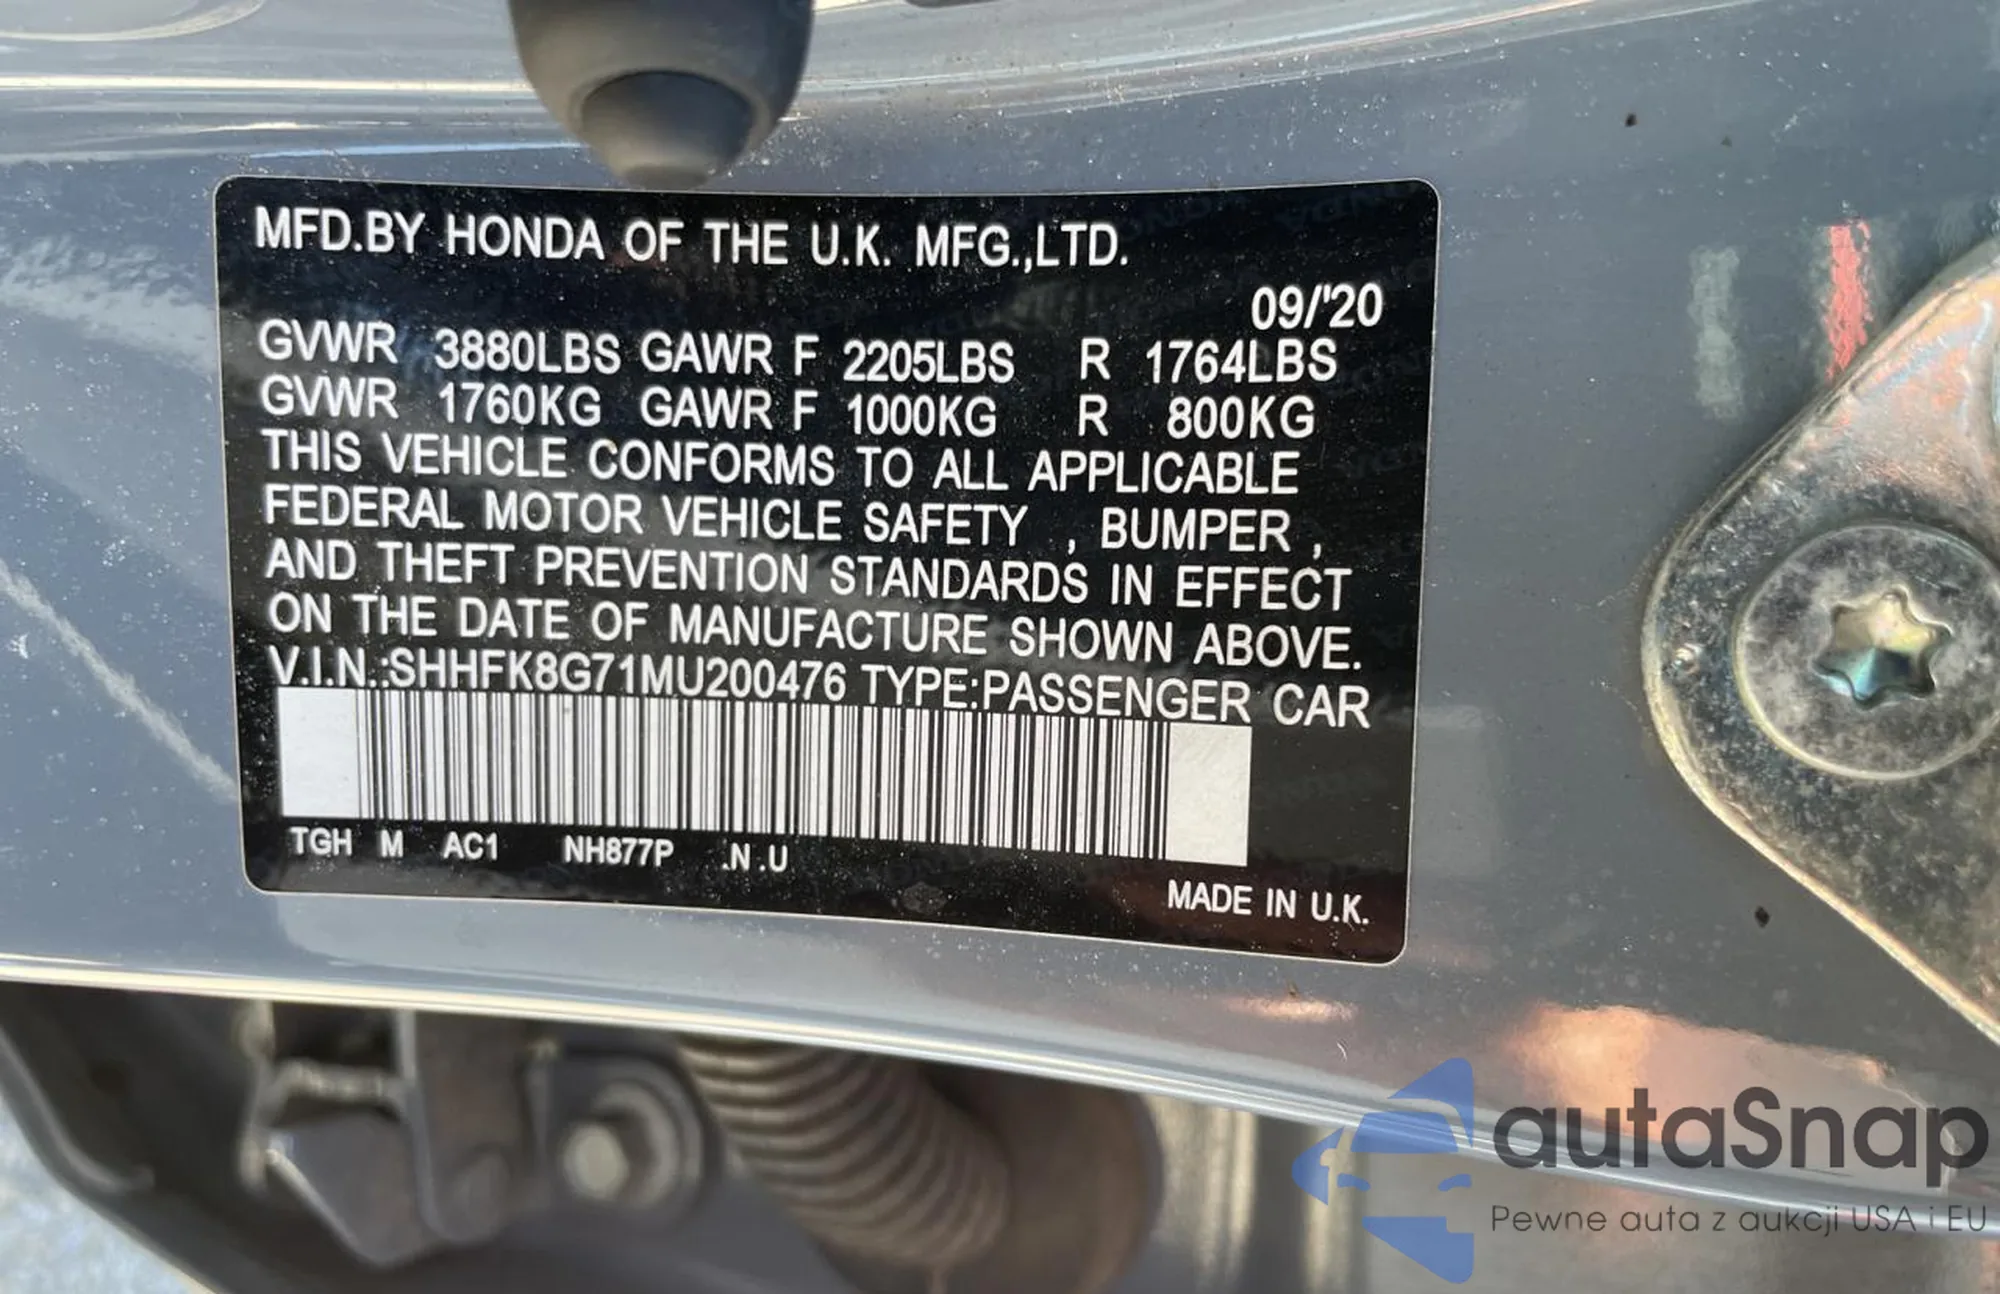 MFD.BY HONDA OF THE U.K. MFG.,LTD.
09/'20
GVWR 3880LBS GAWR F 2205LBS R 1764LBS
GVWR 1760KG GAWR F 1000KG R 800KG
THIS VEHICLE CONFORMS TO ALL APPLICABLE
FEDERAL MOTOR VEHICLE SAFETY , BUMPER ,
AND THEFT PREVENTION STANDARDS IN EFFECT
ON THE DATE OF MANUFACTURE SHOWN ABOVE.
V.I.N.:SHHFK8G71MU200476 TYPE:PASSENGER CAR
TGH M AC1 NH877P .N .U
MADE IN U.K.
autaSnap
Pewne auta z aukcji USA i EU